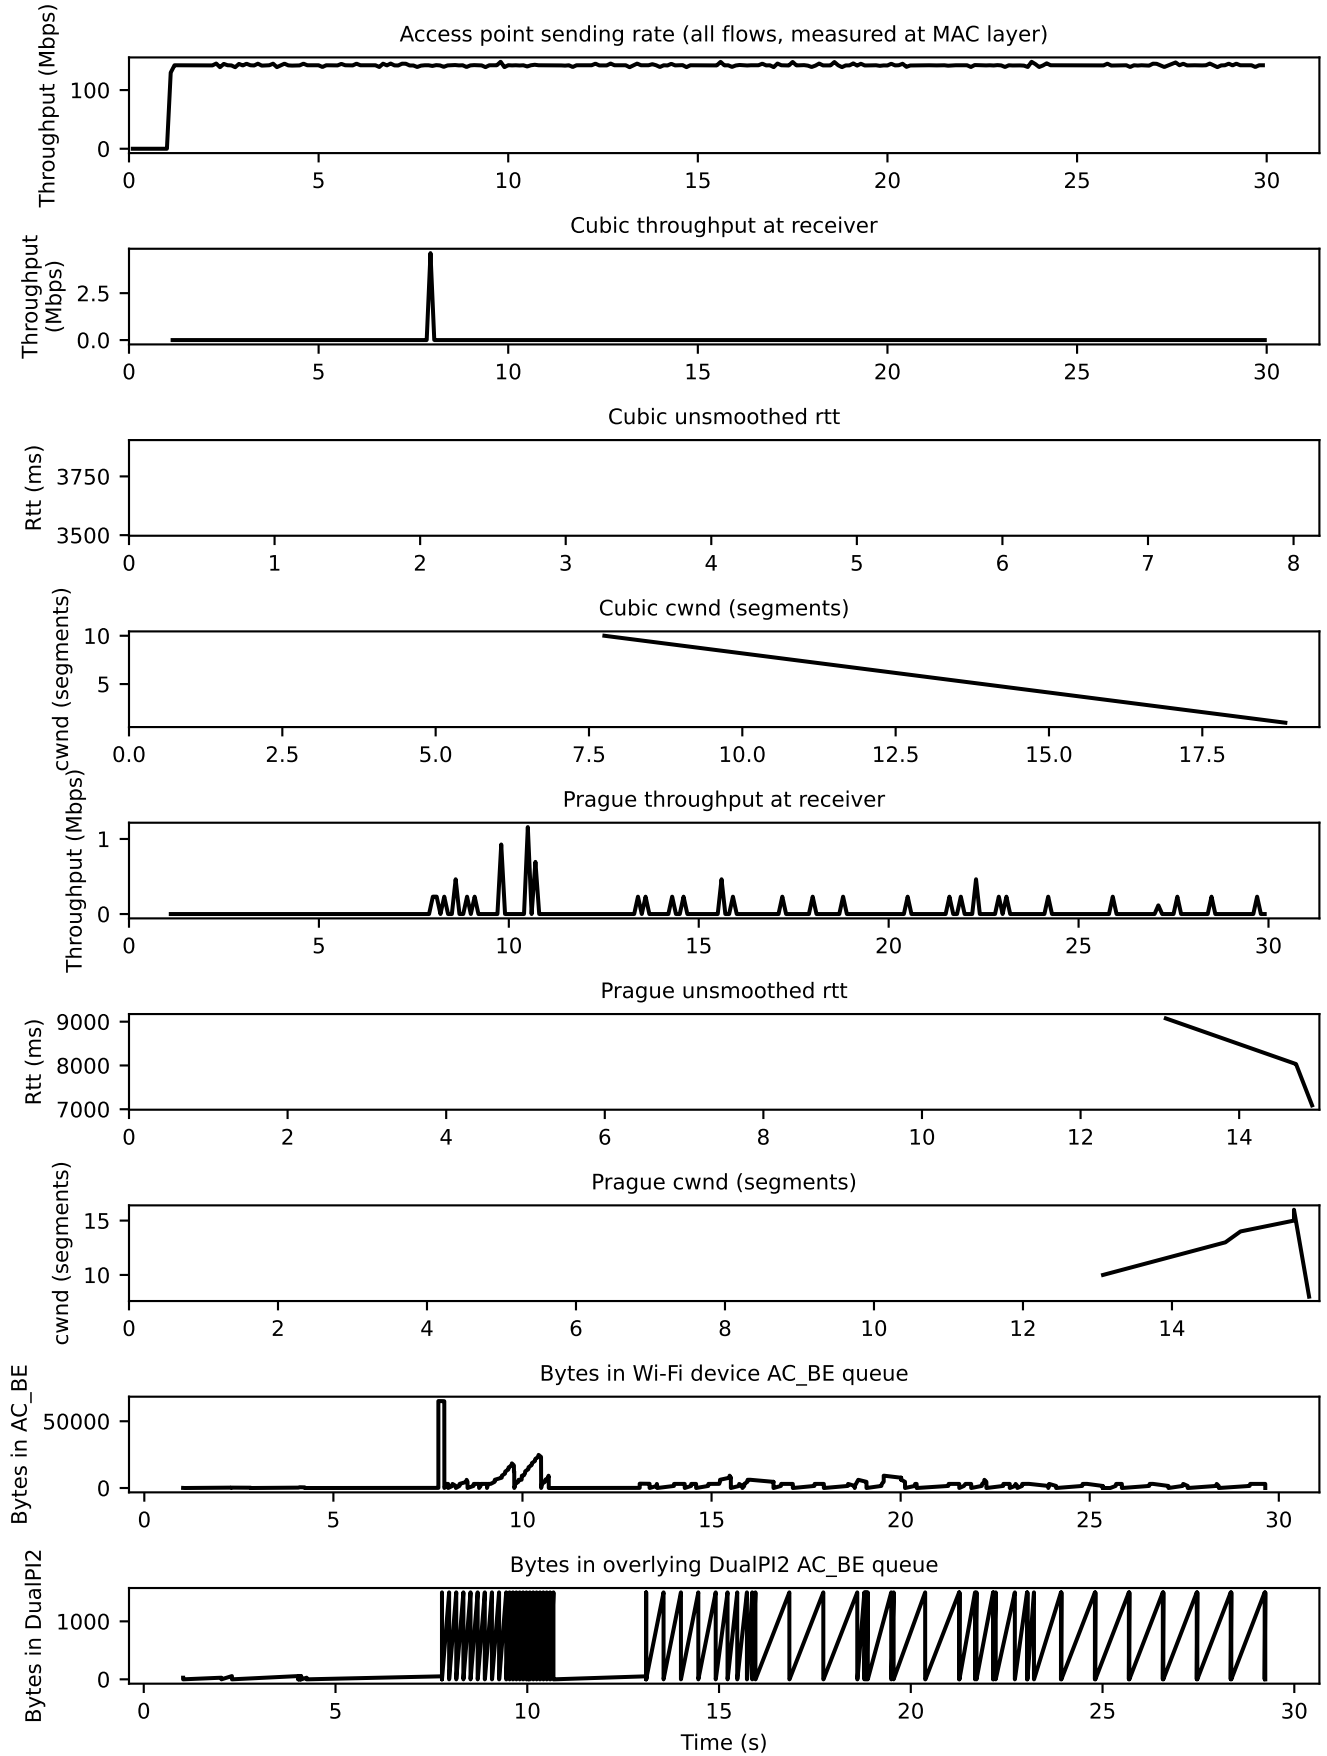 Access point sending rate (all flows, measured at MAC layer)
Throughput (Mbps)
100
0
0 5 10 15 20 25 30
Cubic throughput at receiver
Throughput
(Mbps)
2.5
0.0
0 5 10 15 20 25 30
Cubic unsmoothed rtt
Rtt (ms)
3750
3500
0 1 2 3 4 5 6 7 8
Cubic cwnd (segments)
cwnd (segments)
10
5
0.0 2.5 5.0 7.5 10.0 12.5 15.0 17.5
Prague throughput at receiver
Throughput (Mbps)
1
0
0 5 10 15 20 25 30
Prague unsmoothed rtt
Rtt (ms)
9000
8000
7000
0 2 4 6 8 10 12 14
Prague cwnd (segments)
cwnd (segments)
15
10
0 2 4 6 8 10 12 14
Bytes in Wi-Fi device AC_BE queue
Bytes in AC_BE
50000
0
0 5 10 15 20 25 30
Bytes in overlying DualPI2 AC_BE queue
Bytes in DualPI2
1000
0
0 5 10 15 20 25 30
Time (s)